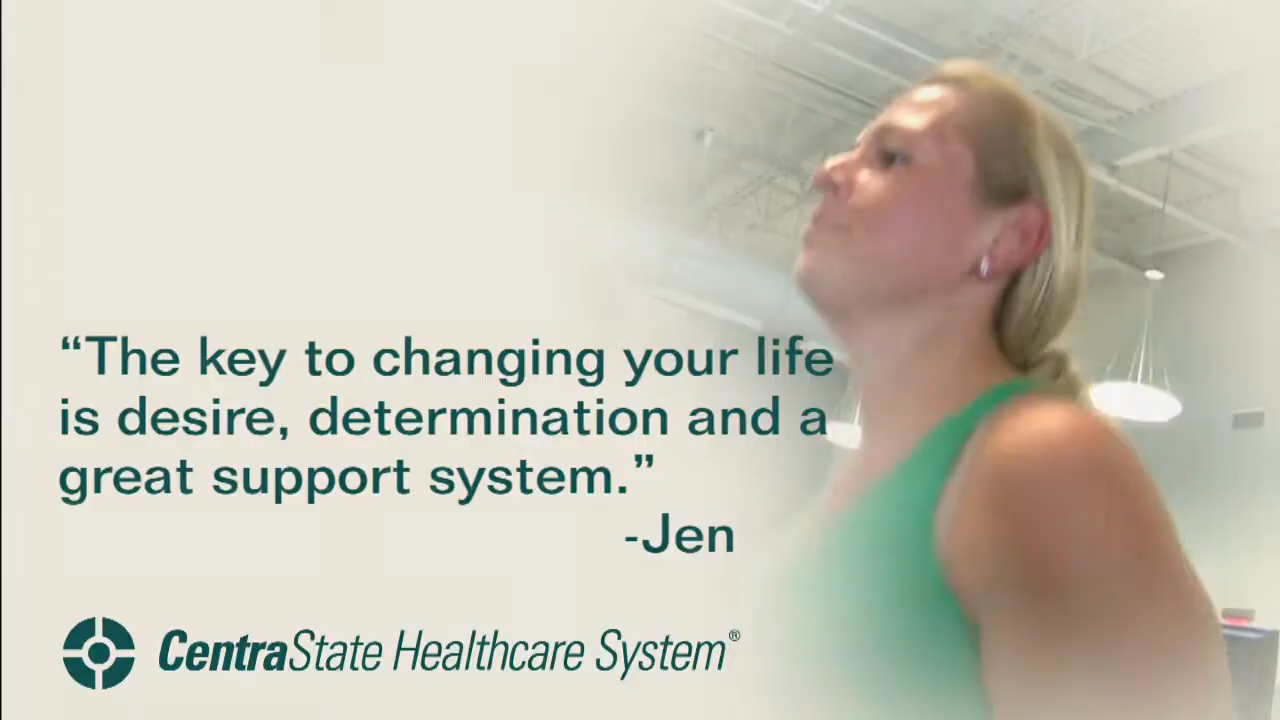 “The key to changing your life
is desire, determination and a
great support system.”
-Jen
CentraState Healthcare System®